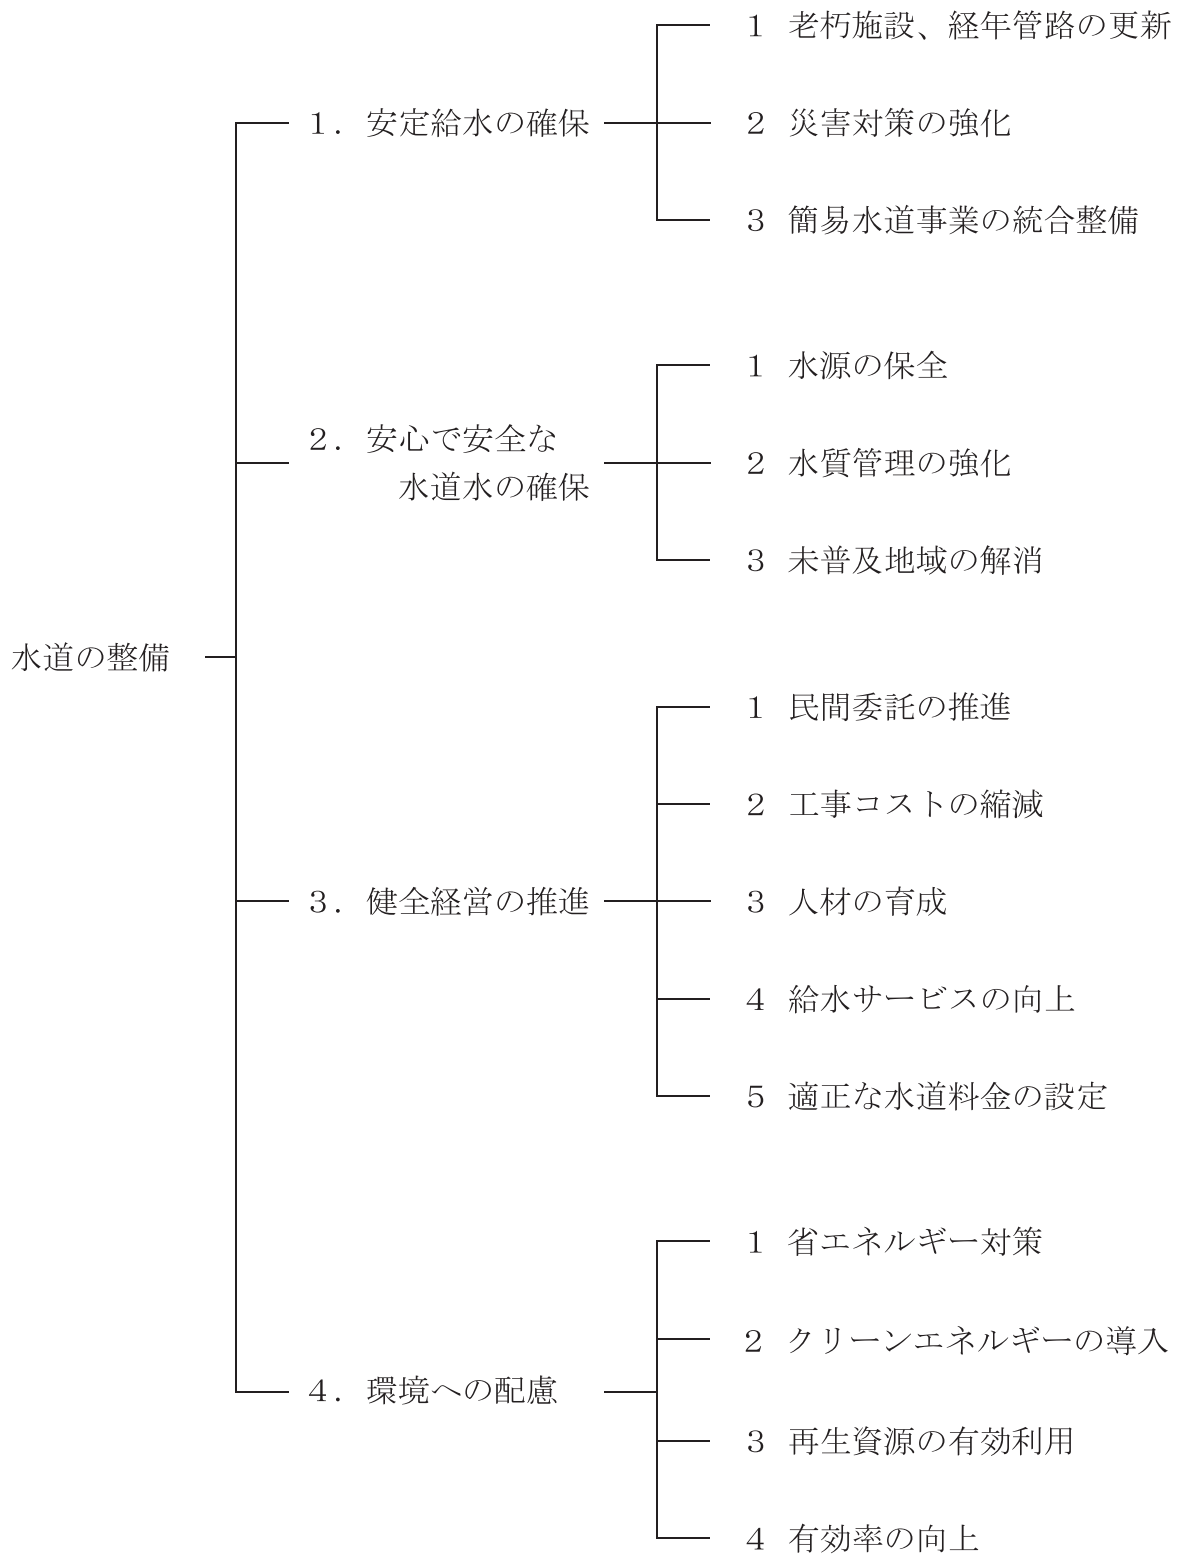 水道の整備
1．安定給水の確保
1 老朽施設、経年管路の更新
2 災害対策の強化
3 簡易水道事業の統合整備
2．安心で安全な
水道水の確保
1 水源の保全
2 水質管理の強化
3 未普及地域の解消
3．健全経営の推進
1 民間委託の推進
2 工事コストの縮減
3 人材の育成
4 給水サービスの向上
5 適正な水道料金の設定
4．環境への配慮
1 省エネルギー対策
2 クリーンエネルギーの導入
3 再生資源の有効利用
4 有効率の向上